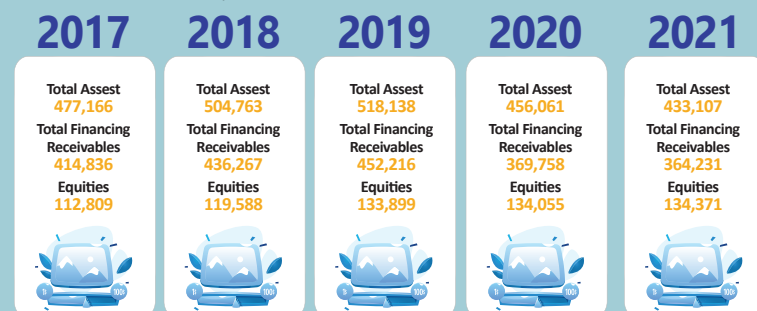 2017
Total Assest
477,166
Total Financing
Receivables
414,836
Equities
112,809
2018
Total Assest
504,763
Total Financing
Receivables
436,267
Equities
119,588
2019
Total Assest
518,138
Total Financing
Receivables
452,216
Equities
133,899
2020
Total Assest
456,061
Total Financing
Receivables
369,758
Equities
134,055
2021
Total Assest
433,107
Total Financing
Receivables
364,231
Equities
134,371